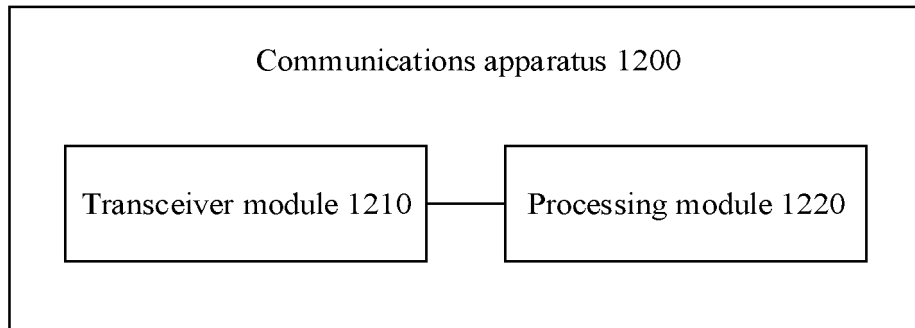 Communications apparatus 1200
Transceiver module 1210
Processing module 1220